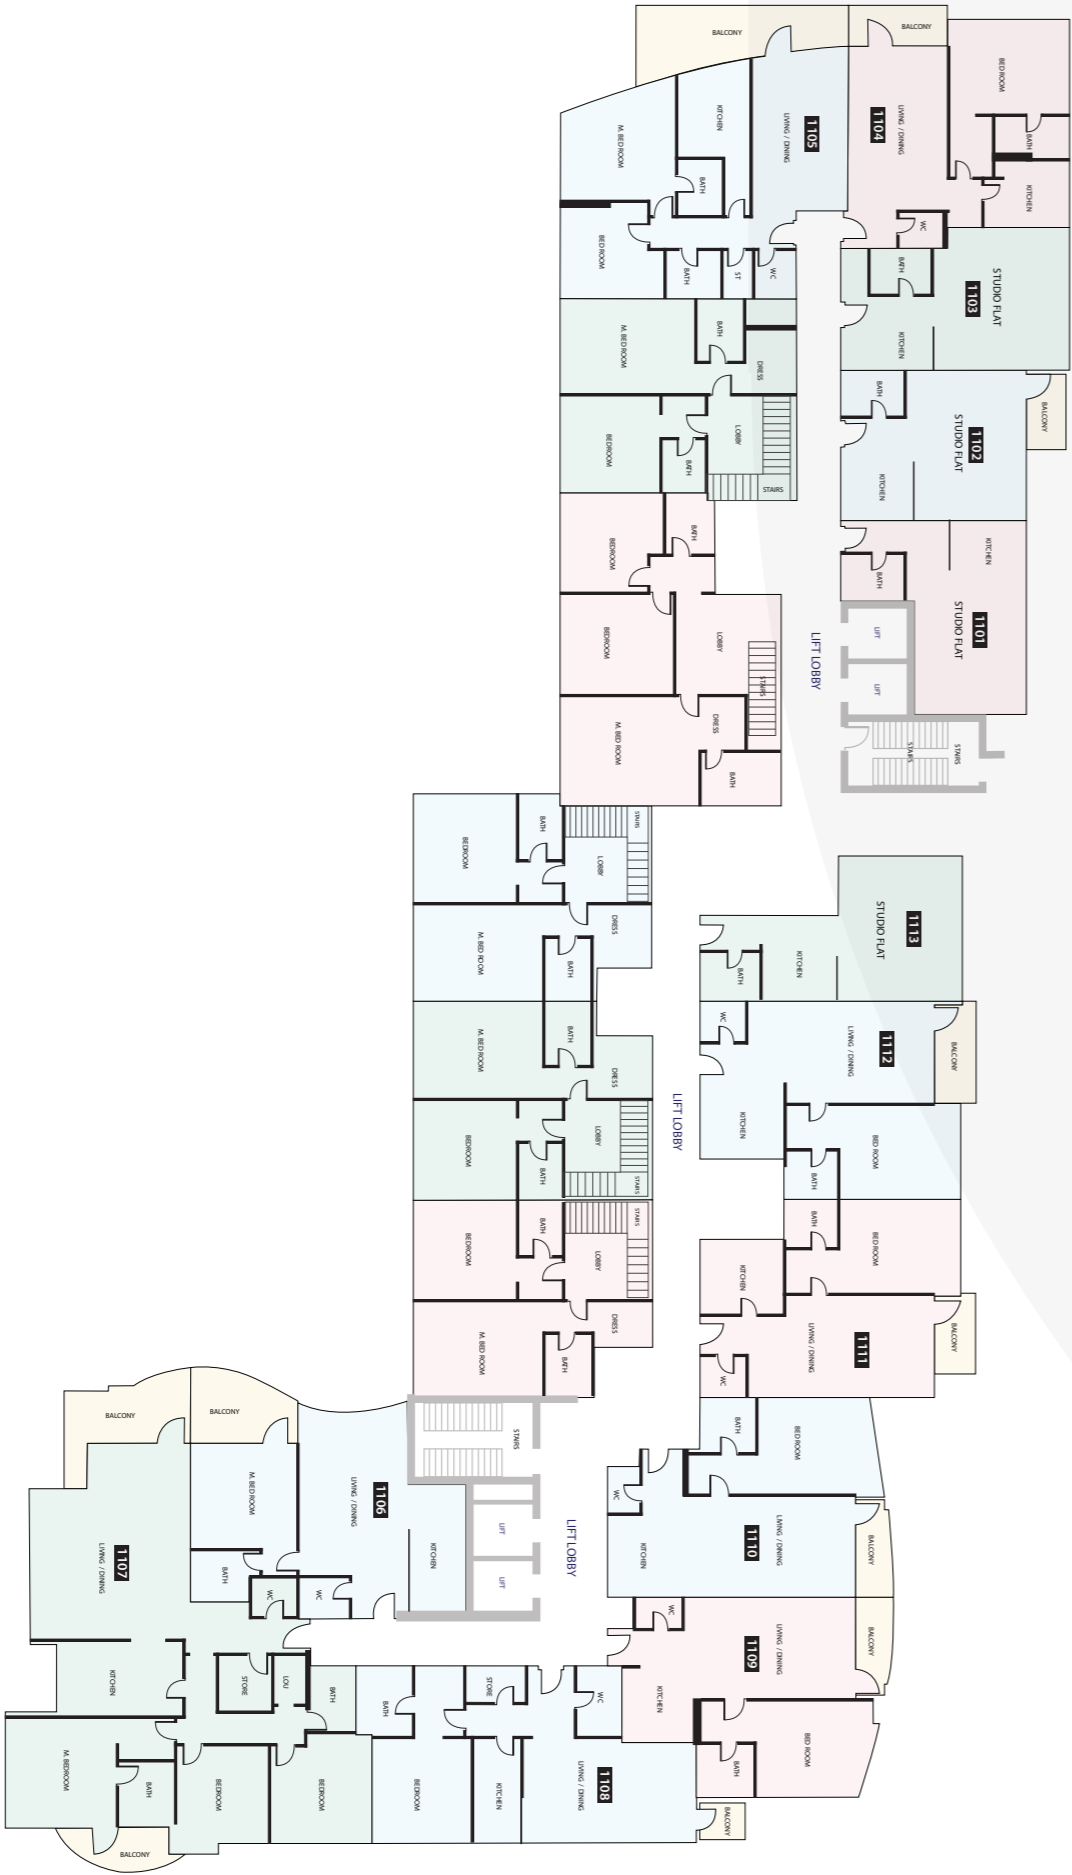 BALCONY
BALCONY
BED ROOM
KITCHEN
LIVING / DINING
1105
1104
LIVING / DINING
BATH
M. BED ROOM
BATH
KITCHEN
WC
BED ROOM
BATH
ST
WC
BATH
STUDIO FLAT
1103
KITCHEN
M. BED ROOM
BATH
DRESS
BATH
BALCONY
STUDIO FLAT
1102
KITCHEN
BEDROOM
BATH
LOBBY
STAIRS
BEDROOM
BATH
KITCHEN
BATH
STUDIO FLAT
1101
BEDROOM
LOBBY
STAIRS
LIFT LOBBY
LIFT
LIFT
M. BED ROOM
DRESS
BATH
STAIRS
STAIRS
BEDROOM
BATH
STAIRS
LOBBY
M. BED ROOM
DRESS
BATH
STUDIO FLAT
1113
KITCHEN
BATH
M. BED ROOM
BATH
DRESS
WC
LIVING / DINING
1112
BALCONY
LIFT LOBBY
KITCHEN
BED ROOM
BATH
BEDROOM
BATH
LOBBY
STAIRS
BEDROOM
BATH
STAIRS
LOBBY
BATH
BED ROOM
KITCHEN
M. BED ROOM
BATH
DRESS
LIVING / DINING
1111
BALCONY
WC
BALCONY
BALCONY
STAIRS
BATH
BED ROOM
M. BED ROOM
LIVING / DINING
1106
WC
LIVING / DINING
1110
BALCONY
LIVING / DINING
1107
BATH
WC
WC
KITCHEN
LIFT
LIFT
LIFT LOBBY
KITCHEN
WC
LIVING / DINING
1109
BALCONY
KITCHEN
STORE
LOU
BATH
BATH
STORE
WC
KITCHEN
BED ROOM
BATH
M. BEDROOM
BATH
BEDROOM
BEDROOM
BEDROOM
KITCHEN
LIVING / DINING
1108
BALCONY
BALCONY